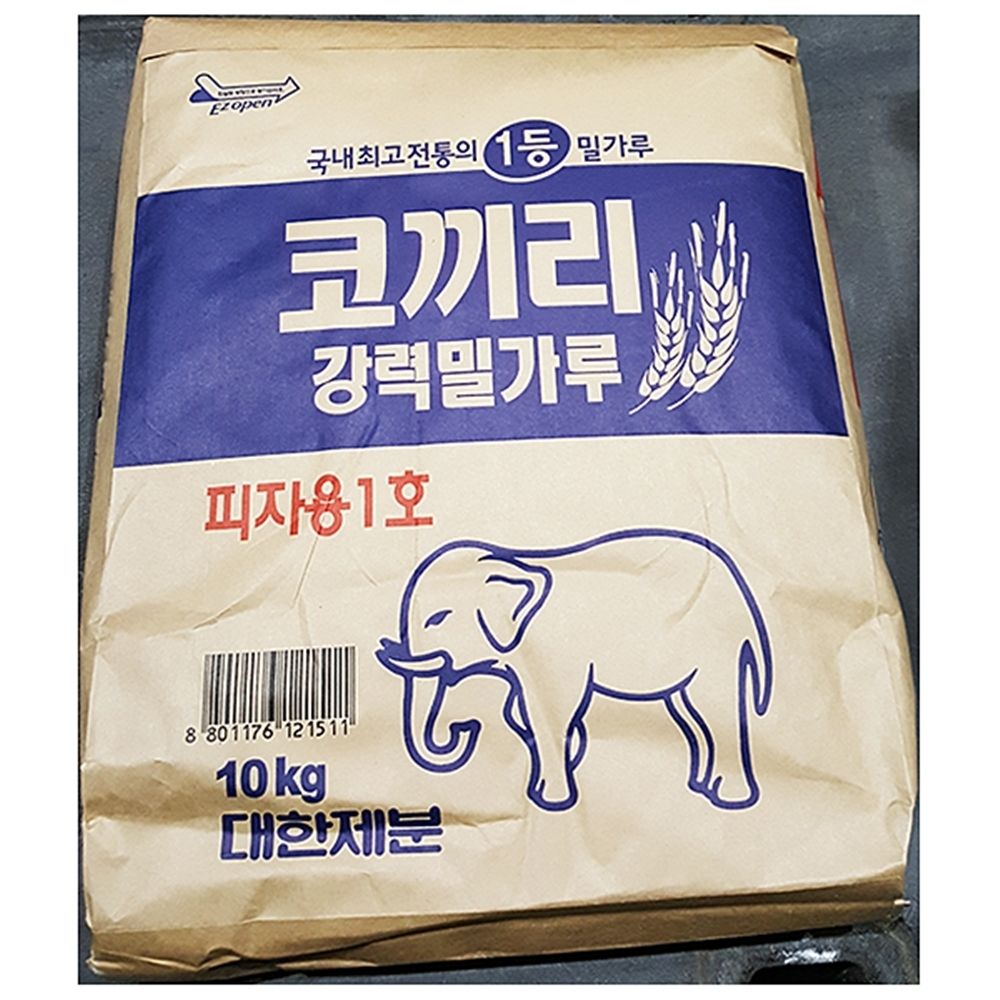 Ez open
국내최고전통의 1등 밀가루
코끼리
강력밀가루
피자용1호
8 801176 121511
10kg
대한제분